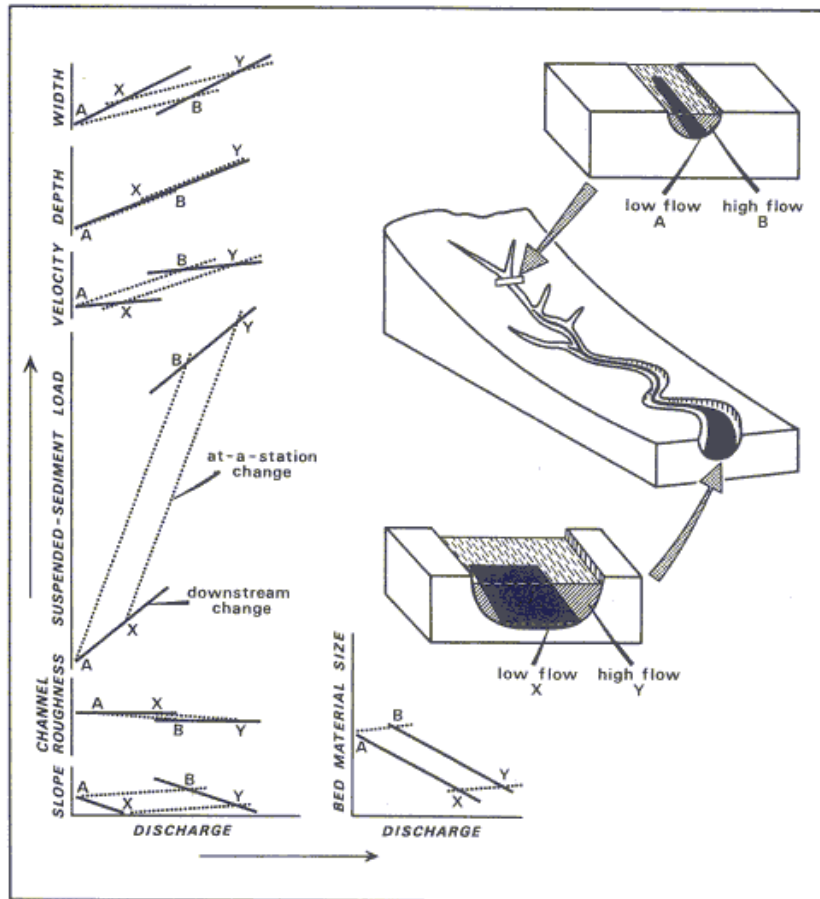 WIDTH
A
X
B
Y
DEPTH
A
X
B
Y
VELOCITY
A
X
B
Y
SUSPENDED-SEDIMENT LOAD
B
Y
at-a-station
change
downstream
change
X
A
CHANNEL
ROUGHNESS
A
X
B
Y
SLOPE
A
X
B
Y
DISCHARGE
BED MATERIAL SIZE
B
A
Y
X
DISCHARGE
low flow
A
high flow
B
low flow
X
high flow
Y